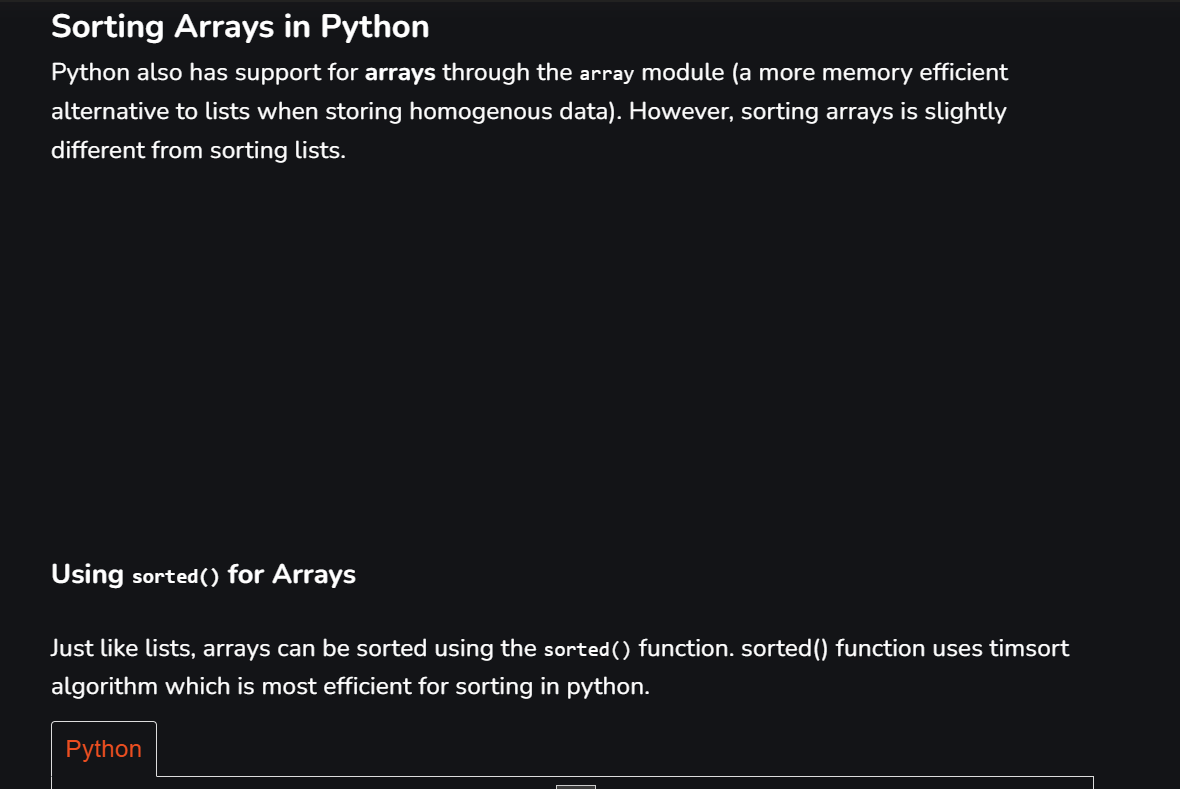 Sorting Arrays in Python
Python also has support for arrays through the array module (a more memory efficient
alternative to lists when storing homogenous data). However, sorting arrays is slightly
different from sorting lists.
Using sorted() for Arrays
Just like lists, arrays can be sorted using the sorted() function. sorted() function uses timsort
algorithm which is most efficient for sorting in python.
Python